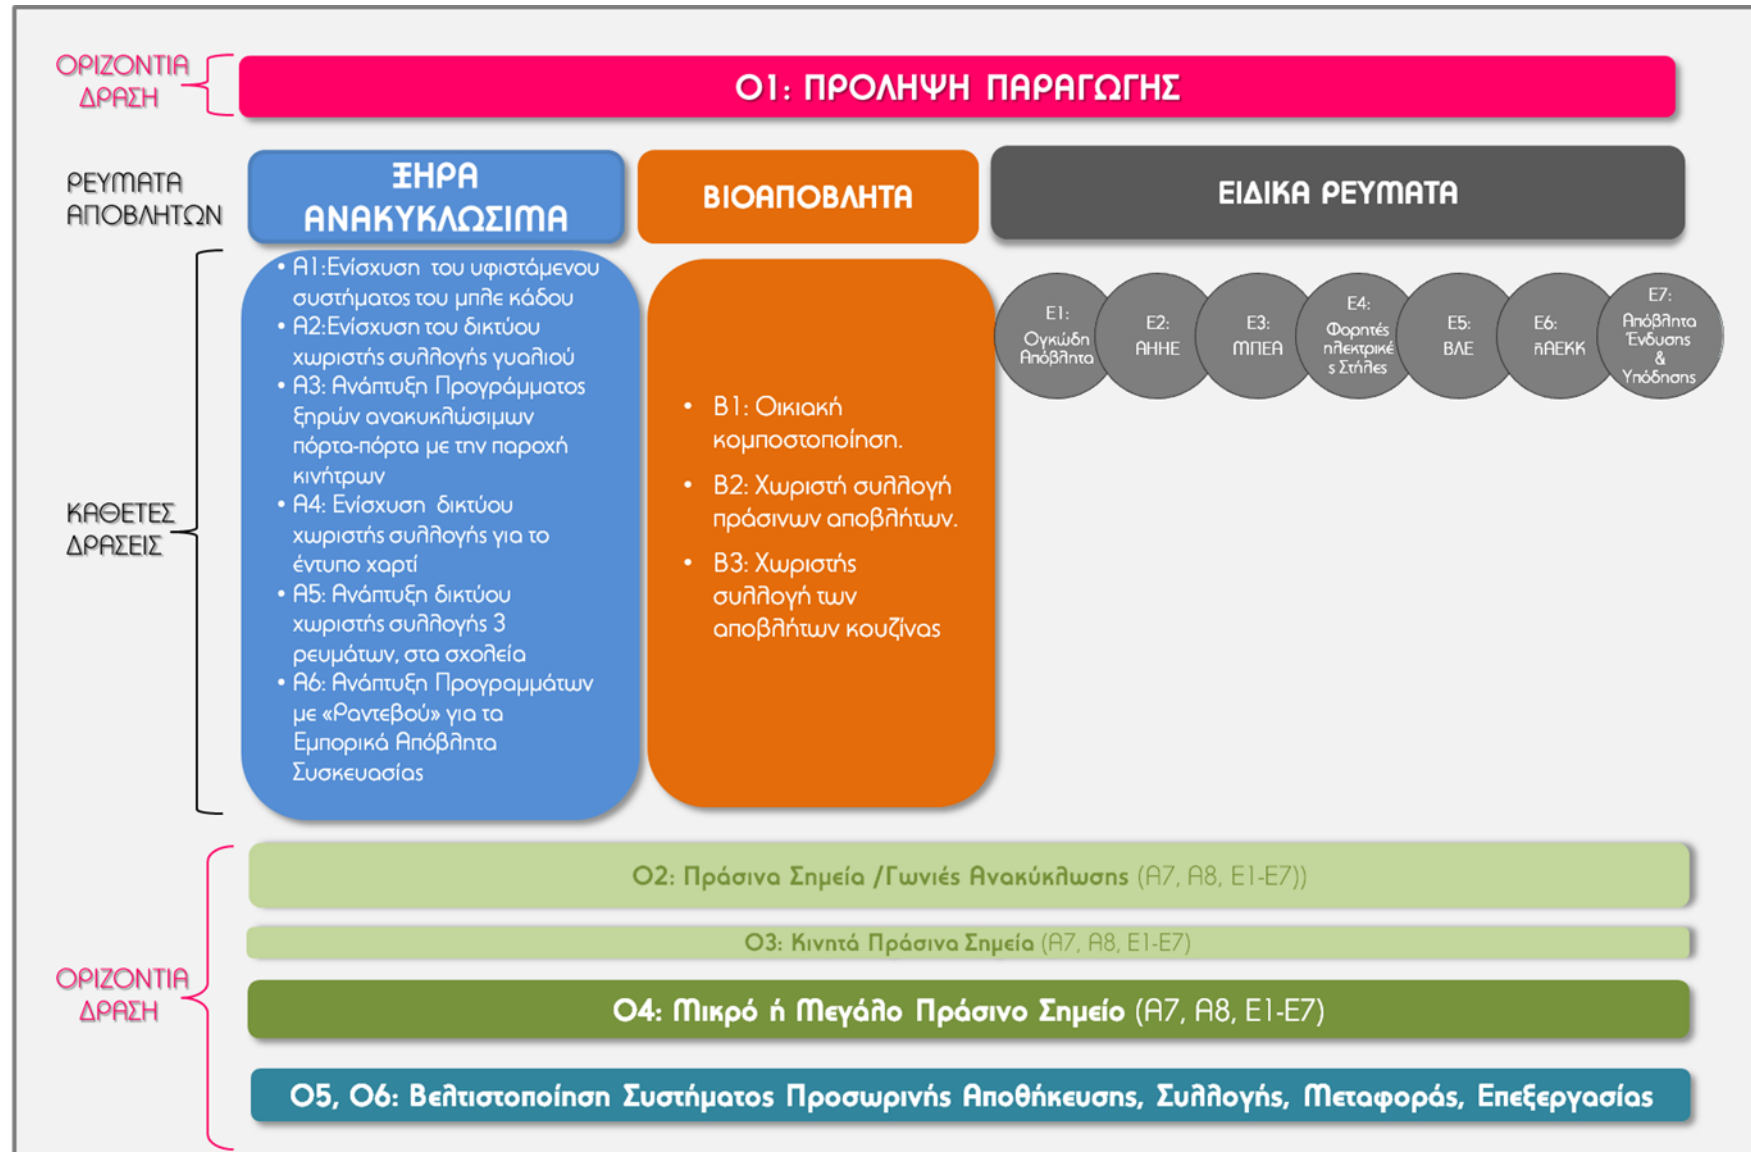 ΟΡΙΖΟΝΤΙΑ
ΔΡΑΣΗ
Ο1: ΠΡΟΛΗΨΗ ΠΑΡΑΓΩΓΗΣ
ΡΕΥΜΑΤΑ
ΑΠΟΒΛΗΤΩΝ
ΞΗΡΑ
ΑΝΑΚΥΚΛΩΣΙΜΑ
ΒΙΟΑΠΟΒΛΗΤΑ
ΕΙΔΙΚΑ ΡΕΥΜΑΤΑ
ΚΑΘΕΤΕΣ
ΔΡΑΣΕΙΣ
• Α1:Ενίσχυση του υφιστάμενου
συστήματος του μπλε κάδου
• Α2:Ενίσχυση του δικτύου
χωριστής συλλογής γυαλιού
• Α3: Ανάπτυξη Προγράμματος
ξηρών ανακυκλώσιμων
πόρτα-πόρτα με την παροχή
κινήτρων
• Α4: Ενίσχυση δικτύου
χωριστής συλλογής για το
έντυπο χαρτί
• Α5: Ανάπτυξη δικτύου
χωριστής συλλογής 3
ρευμάτων, στα σχολεία
• Α6: Ανάπτυξη Προγραμμάτων
με «Ραντεβού» για τα
Εμπορικά Απόβλητα
Συσκευασίας
• Β1: Οικιακή
κομποστοποίηση.
• Β2: Χωριστή συλλογή
πράσινων αποβλήτων.
• Β3: Χωριστής
συλλογή των
αποβλήτων κουζίνας
Ε1:
Ογκώδη
Απόβλητα
Ε2:
ΑΗΗΕ
Ε3:
ΜΠΕΑ
Ε4:
Φορητές
ηλεκτρικέ
ς Στήλες
Ε5:
ΒΛΕ
Ε6:
ñΑΕΚΚ
Ε7:
Απόβλητα
Ένδυσης
&
Υπόδησης
ΟΡΙΖΟΝΤΙΑ
ΔΡΑΣΗ
Ο2: Πράσινα Σημεία /Γωνιές Ανακύκλωσης (Α7, Α8, Ε1-Ε7))
Ο3: Κινητά Πράσινα Σημεία (Α7, Α8, Ε1-Ε7)
Ο4: Μικρό ή Μεγάλο Πράσινο Σημείο (Α7, Α8, Ε1-Ε7)
Ο5, Ο6: Βελτιστοποίηση Συστήματος Προσωρινής Αποθήκευσης, Συλλογής, Μεταφοράς, Επεξεργασίας